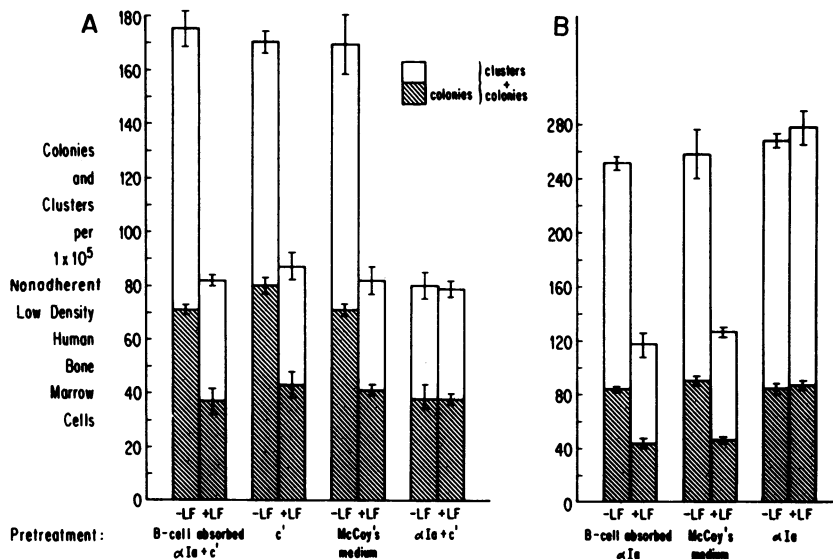 A
180
160
140
120
100
80
60
40
20
0
Colonies
and
Clusters
per
1 x 10⁵
Nonadherent
Low Density
Human
Bone
Marrow
Cells
clusters
+
colonies
colonies
B
280
240
200
160
120
80
40
0
-LF +LF
-LF +LF
-LF +LF
-LF +LF
-LF +LF
-LF +LF
-LF +LF
Pretreatment:
B-cell absorbed
αIa + c'
c'
McCoy's
medium
αIa + c'
B-cell absorbed
αIa
McCoy's
medium
αIa